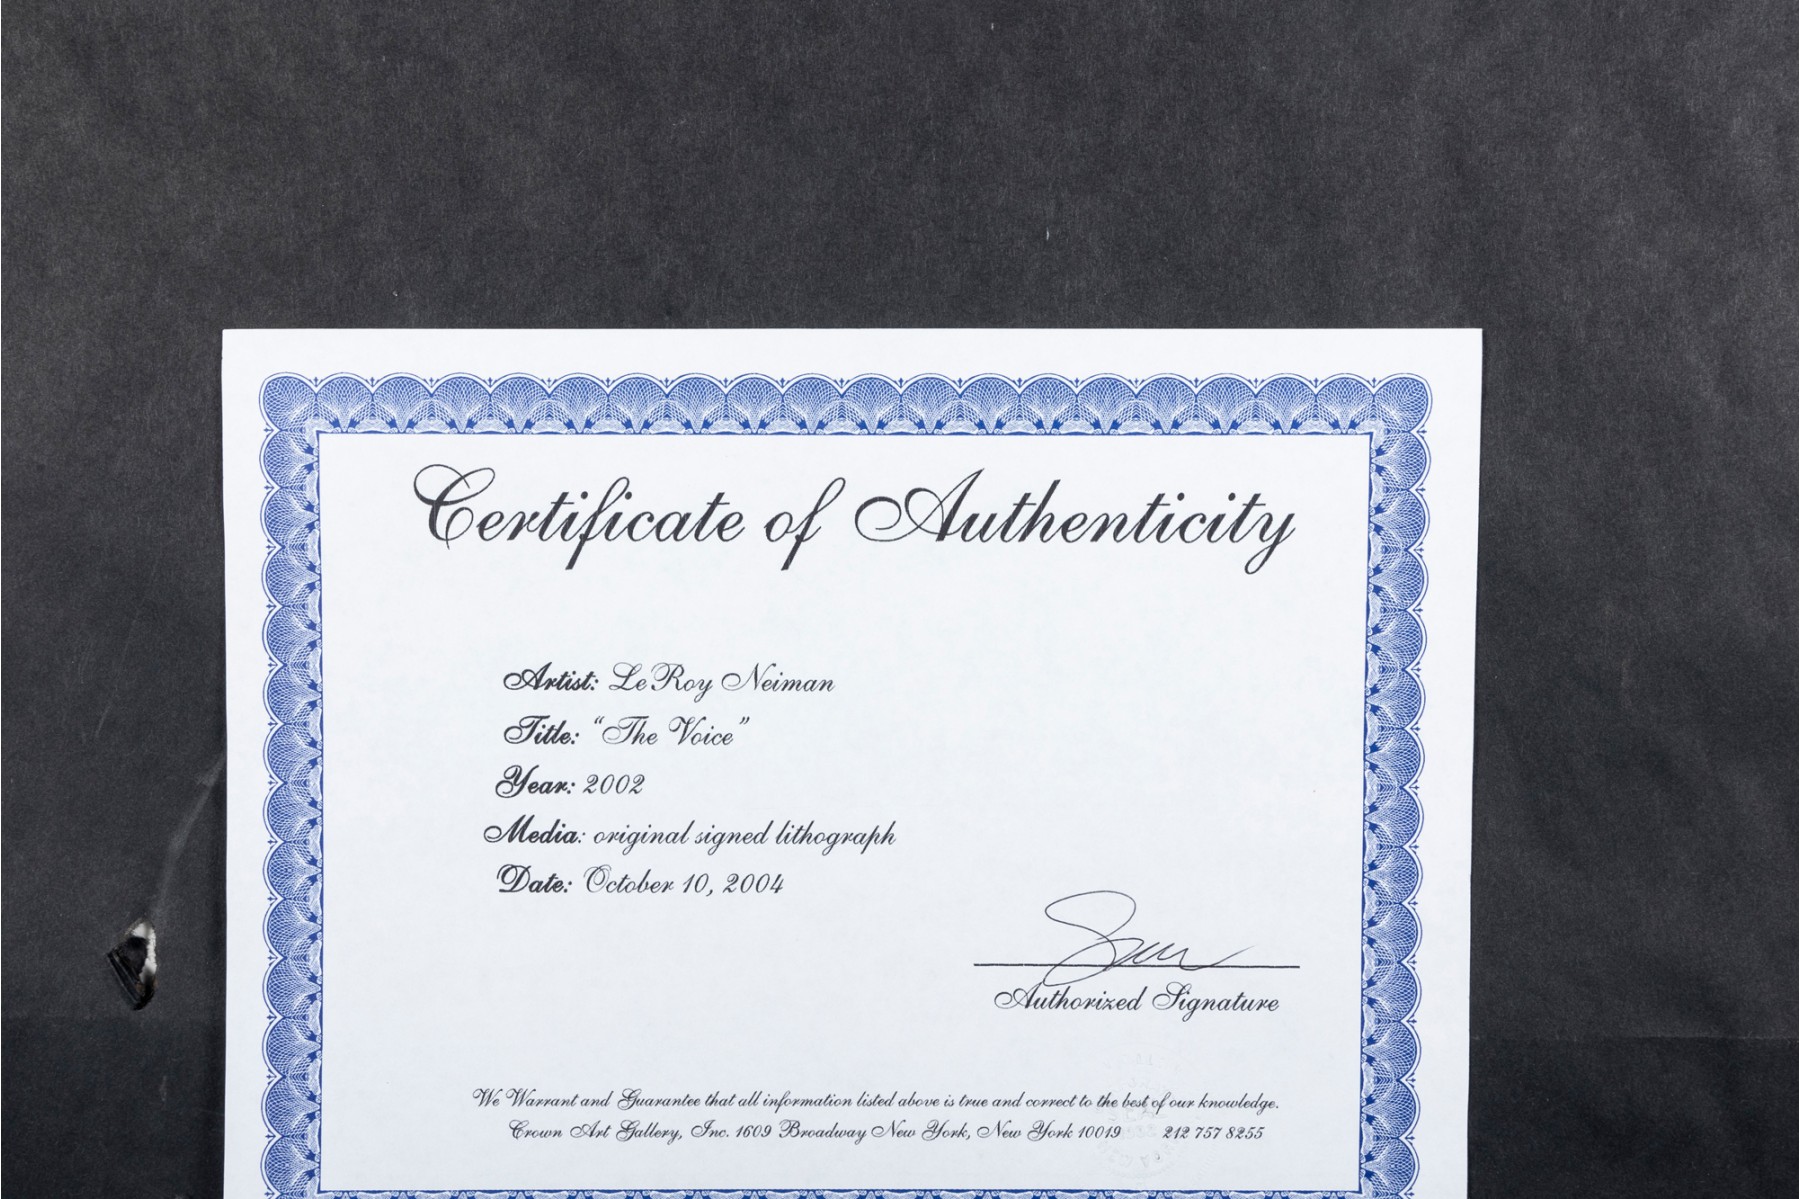 Certificate of Authenticity
Artist: LeRoy Neiman
Title: “The Voice”
Year: 2002
Media: original signed lithograph
Date: October 10, 2004
Authorized Signature
We Warrant and Guarantee that all information listed above is true and correct to the best of our knowledge.
Crown Art Gallery, Inc. 1609 Broadway New York, New York 10019 212 757 8255